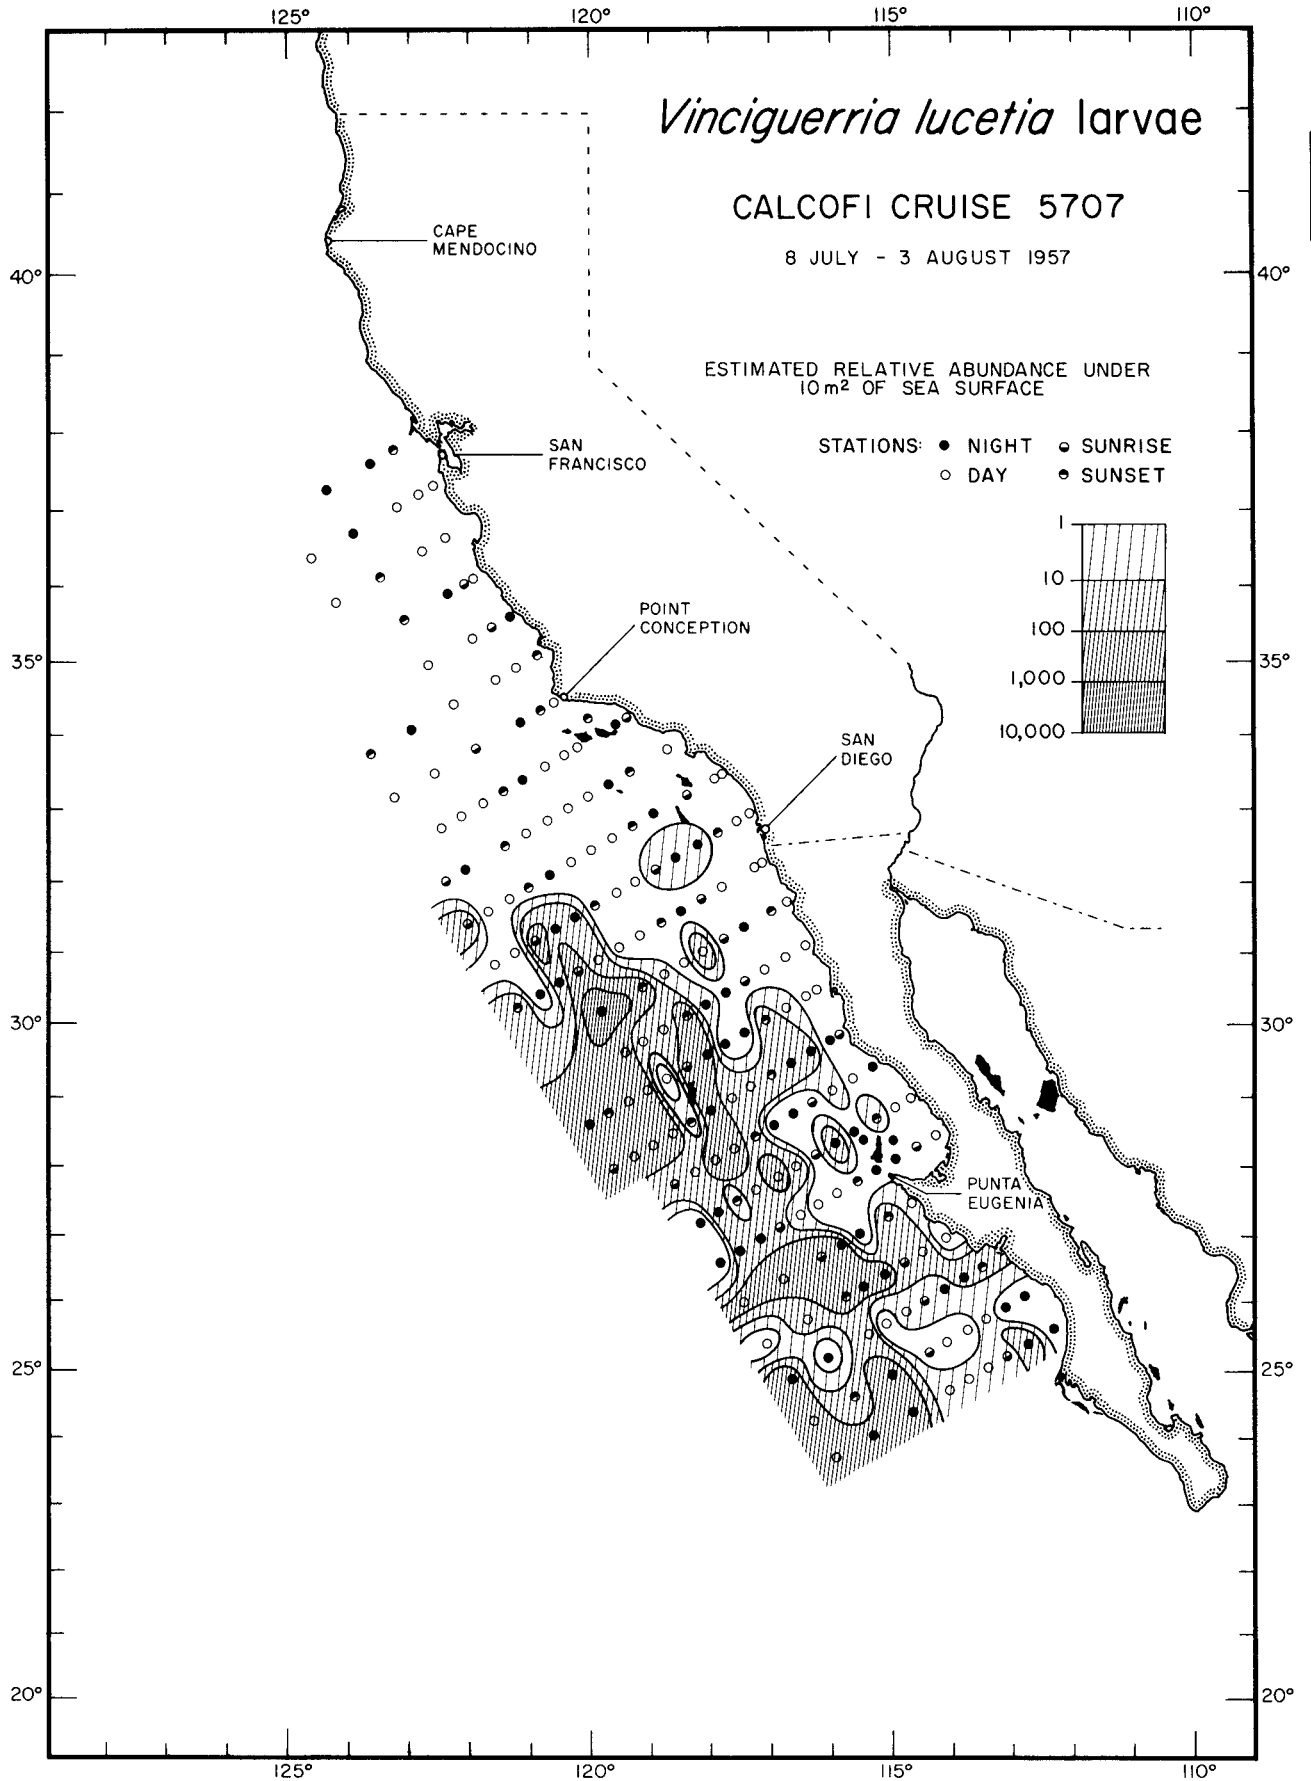 125° 120° 115° 110°
Vinciguerria lucetia larvae
CALCOFI CRUISE 5707
8 JULY - 3 AUGUST 1957
CAPE
MENDOCINO
40° 40°
ESTIMATED RELATIVE ABUNDANCE UNDER
10 m² OF SEA SURFACE
STATIONS: NIGHT SUNRISE
DAY SUNSET
SAN
FRANCISCO
1
10
100
1,000
10,000
POINT
CONCEPTION
35° 35°
SAN
DIEGO
30° 30°
PUNTA
EUGENIA
25° 25°
20° 20°
125° 120° 115° 110°